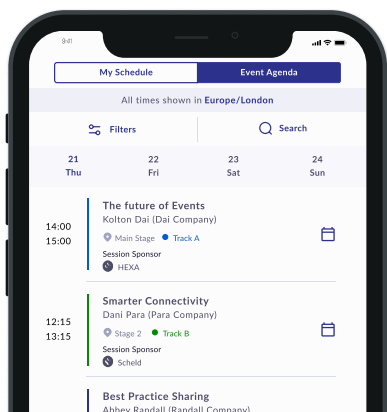 My Schedule
Event Agenda
All times shown in Europe/London
Filters
Search
21 22 23 24
Thu Fri Sat Sun
14:00
15:00
The future of Events
Kolton Dai (Dai Company)
Main Stage Track A
Session Sponsor
HEXA
12:15
13:15
Smarter Connectivity
Dani Para (Para Company)
Stage 2 Track B
Session Sponsor
Scheld
Best Practice Sharing
Abbey Randall (Randall Company)